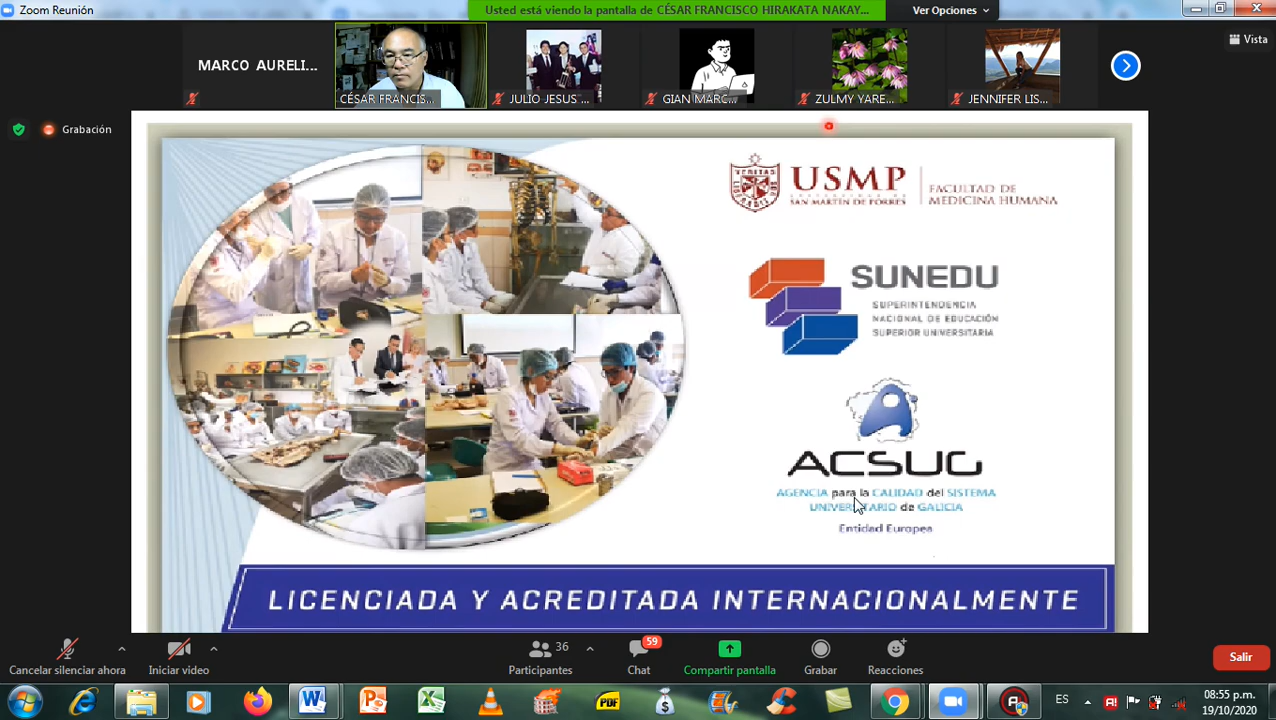 Zoom Reunión
Usted está viendo la pantalla de CÉSAR FRANCISCO HIRAKATA NAKAY...
Ver Opciones
Vista
MARCO AURELI...
CÉSAR FRANCIS...
JULIO JESUS ...
GIAN MARC...
ZULMY YARE...
JENNIFER LIS...
Grabación
USMP
SAN MARTÍN DE PORRES
FACULTAD DE
MEDICINA HUMANA
SUNEDU
SUPERINTENDENCIA
NACIONAL DE EDUCACIÓN
SUPERIOR UNIVERSITARIA
ACSUG
AGENCIA para la CALIDAD del SISTEMA
UNIVERSITARIO de GALICIA
Entidad Europea
LICENCIADA Y ACREDITADA INTERNACIONALMENTE
Cancelar silenciar ahora
Iniciar video
36
Participantes
59
Chat
Compartir pantalla
Grabar
Reacciones
Salir
PDF
ES
08:55 p.m.
19/10/2020